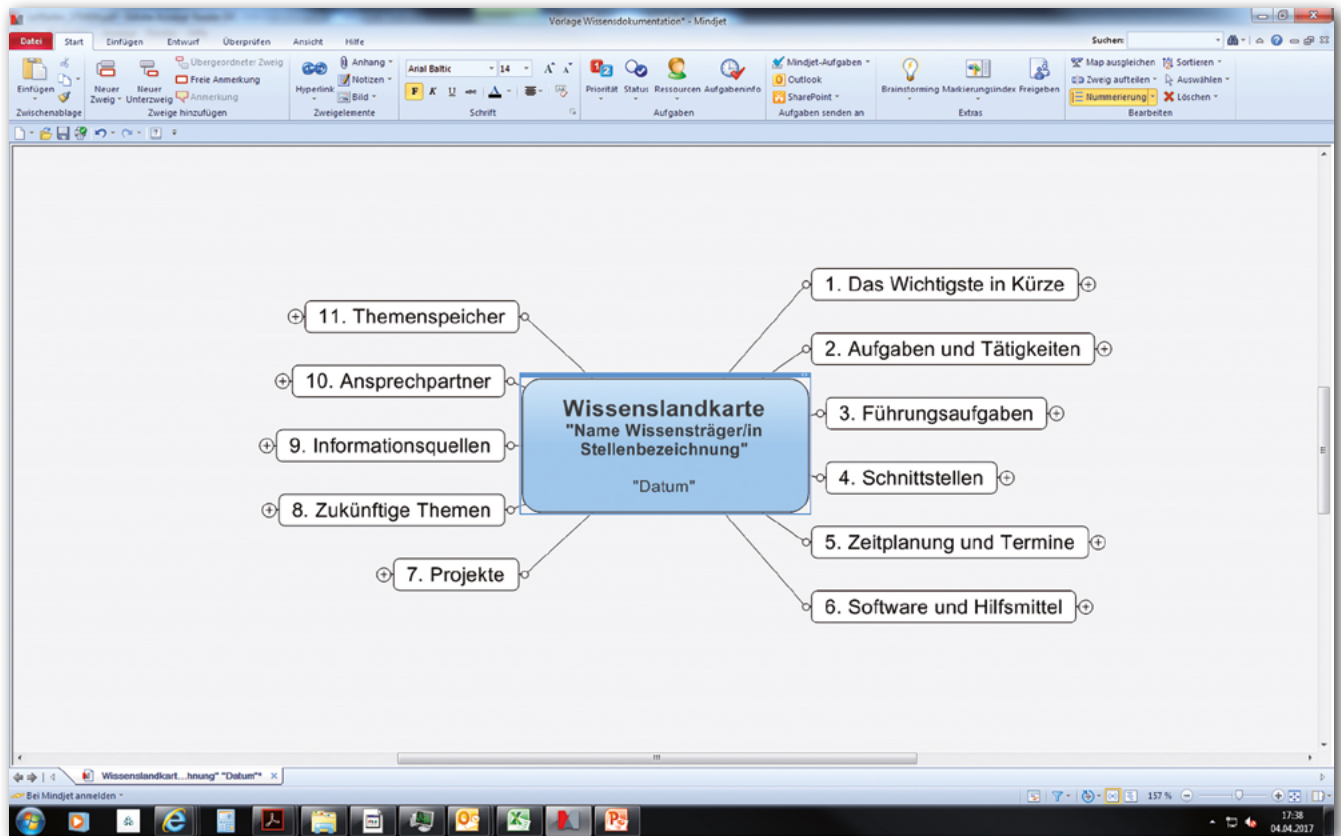 Vorlage Wissensdokumentation* - Mindjet
Datei Start Einfügen Entwurf Überprüfen Ansicht Hilfe Suchen:
Einfügen
Zwischenablage
Neuer Zweig
Neuer Unterzweig
Übergeordneter Zweig
Freie Anmerkung
Anmerkung
Zweige hinzufügen
Hyperlink
Anhang
Notizen
Bild
Zweigelemente
Arial Baltic 14
F K U abc A
Schrift
Priorität Status Ressourcen Aufgabeninfo
Aufgaben
Mindjet-Aufgaben
Outlook
SharePoint
Aufgaben senden an
Brainstorming Markierungsindex Freigeben
Extras
Map ausgleichen Sortieren
Zweig aufteilen Auswählen
Nummerierung Löschen
Bearbeiten
Wissenslandkarte
"Name Wissensträger/in
Stellenbezeichnung"
"Datum"
1. Das Wichtigste in Kürze
2. Aufgaben und Tätigkeiten
3. Führungsaufgaben
4. Schnittstellen
5. Zeitplanung und Termine
6. Software und Hilfsmittel
7. Projekte
8. Zukünftige Themen
9. Informationsquellen
10. Ansprechpartner
11. Themenspeicher
Wissenslandkart...hnung" "Datum"*
Bei Mindjet anmelden
157 %
17:38
04.04.2017